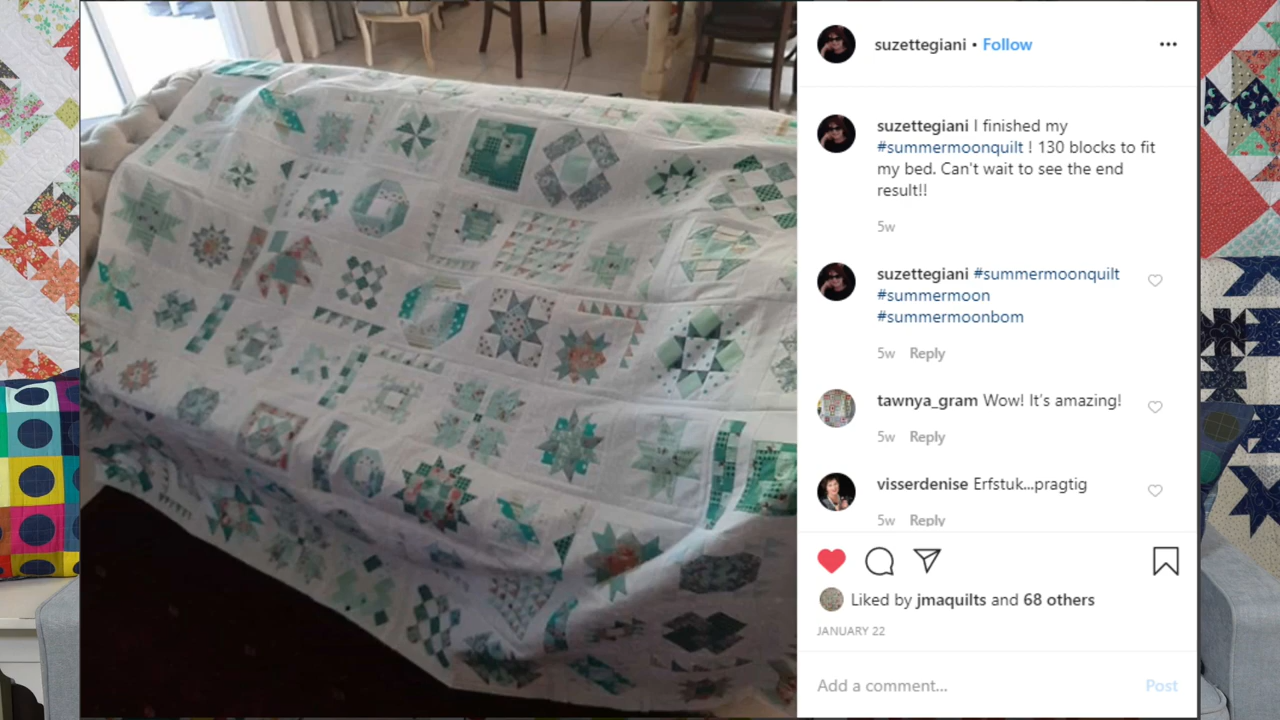 suzettegiani • Follow
suzettegiani I finished my
#summermoonquilt ! 130 blocks to fit
my bed. Can't wait to see the end
result!!
5w
suzettegiani #summermoonquilt
#summermoon
#summermoonbom
5w Reply
tawnya_gram Wow! It's amazing!
5w Reply
visserdenise Erfstuk...pragtig
5w Reply
Liked by jmaquilts and 68 others
JANUARY 22
Add a comment... Post